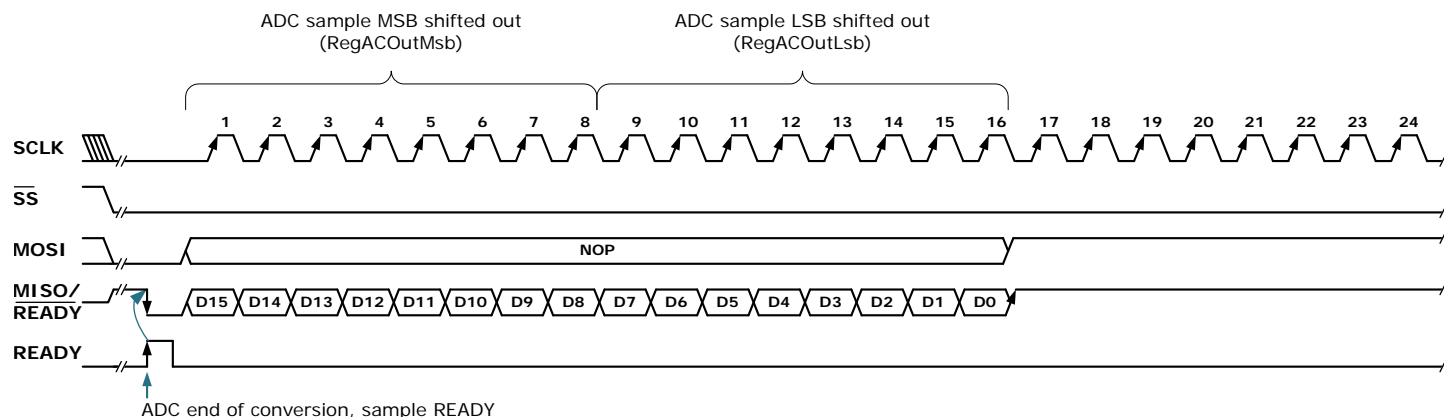 ADC sample MSB shifted out
(RegACOutMsb)
ADC sample LSB shifted out
(RegACOutLsb)
1 2 3 4 5 6 7 8 9 10 11 12 13 14 15 16 17 18 19 20 21 22 23 24
SCLK
SS
MOSI
NOP
MISO/
READY
D15 D14 D13 D12 D11 D10 D9 D8 D7 D6 D5 D4 D3 D2 D1 D0
READY
ADC end of conversion, sample READY